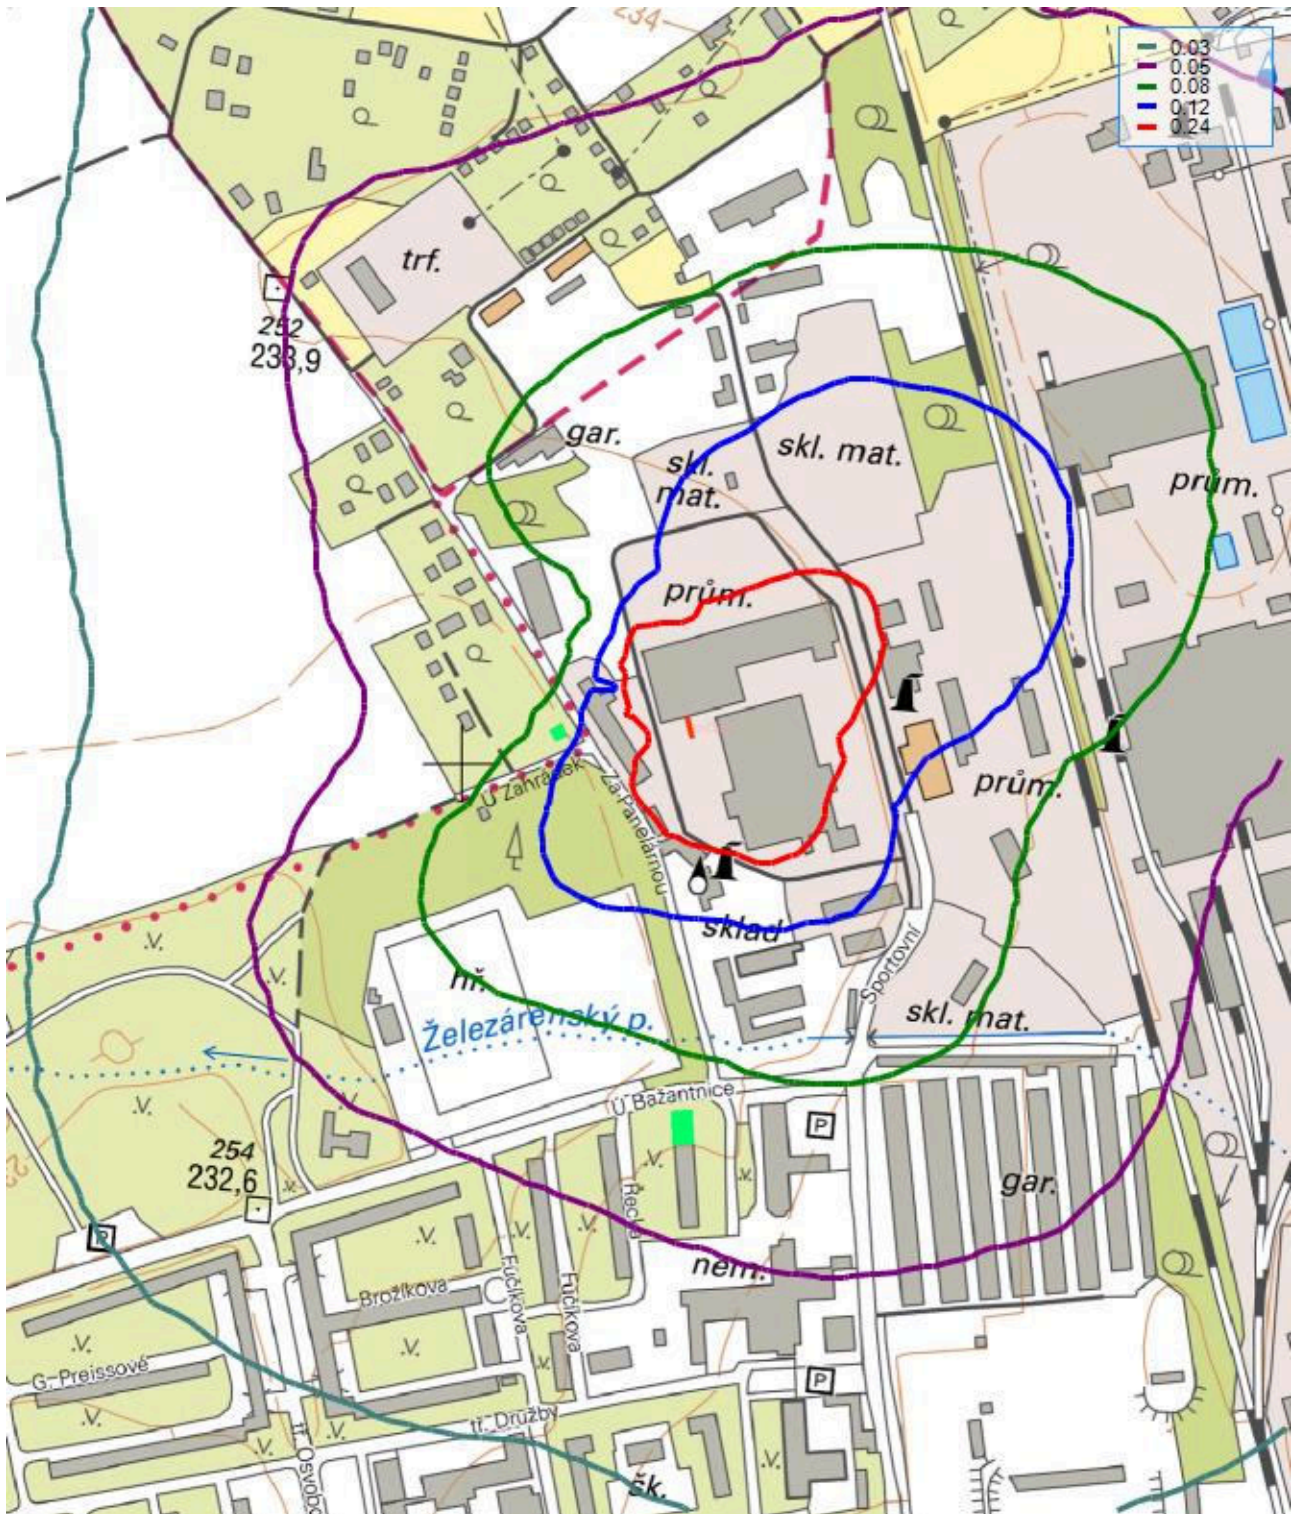 234
0.03
0.05
0.08
0.12
0.24
trf.
252
233,9
gar.
skl. mat.
skl.
mat.
prům.
prům.
prům.
U Zahrádek
Za Panelárnou
sklad
Sportovní
hř.
skl. mat.
Železárenský p.
U Bažantnice
.V.
.V.
.V.
.V.
.V.
P
254
232,6
.V.
.V.
.V.
gar.
Fučíkova
Fučíkova
nem.
P
Brožíkova
.V.
.V.
.V.
.V.
G. Preissové
P
.V.
tř. Družby
.V.
.V.
.V.
tř. Osvobo
šk.